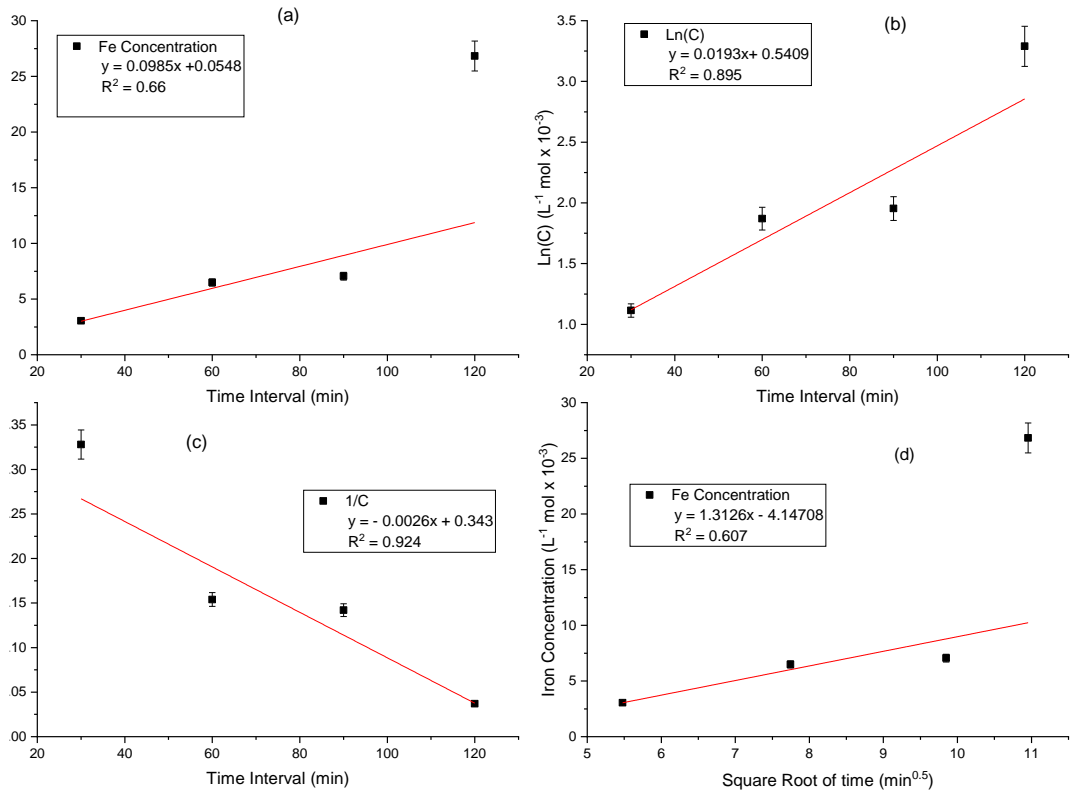 (a)
30
25
20
15
10
5
0
Fe Concentration
y = 0.0985x +0.0548
R² = 0.66
20 40 60 80 100 120
Time Interval (min)
(b)
3.5
3.0
2.5
2.0
1.5
1.0
Ln(C) (L⁻¹ mol x 10⁻³)
Ln(C)
y = 0.0193x+ 0.5409
R² = 0.895
20 40 60 80 100 120
Time Interval (min)
(c)
.35
.30
.25
.20
.15
.10
.05
.00
1/C
y = - 0.0026x + 0.343
R² = 0.924
20 40 60 80 100 120
Time Interval (min)
(d)
30
25
20
15
10
5
0
Iron Concentration (L⁻¹ mol x 10⁻³)
Fe Concentration
y = 1.3126x - 4.14708
R² = 0.607
5 6 7 8 9 10 11
Square Root of time (min⁰·⁵)